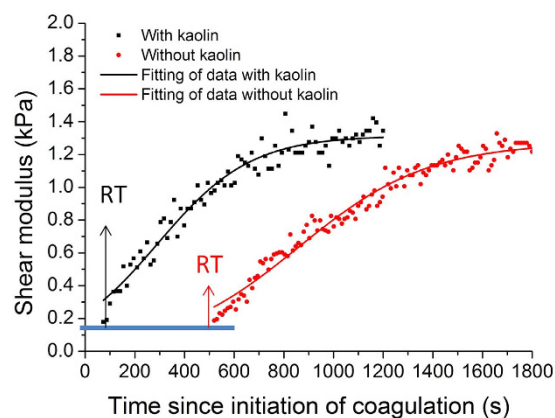 With kaolin
Without kaolin
Fitting of data with kaolin
Fitting of data without kaolin
Shear modulus (kPa)
2.0
1.8
1.6
1.4
1.2
1.0
0.8
0.6
0.4
0.2
0.0
RT
RT
0 200 400 600 800 1000 1200 1400 1600 1800
Time since initiation of coagulation (s)